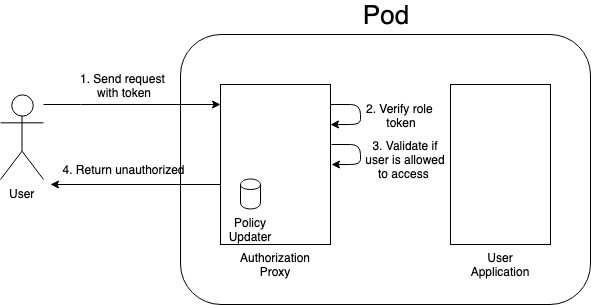 Pod
1. Send request
with token
2. Verify role
token
3. Validate if
user is allowed
to access
4. Return unauthorized
User
Policy
Updater
Authorization
Proxy
User
Application